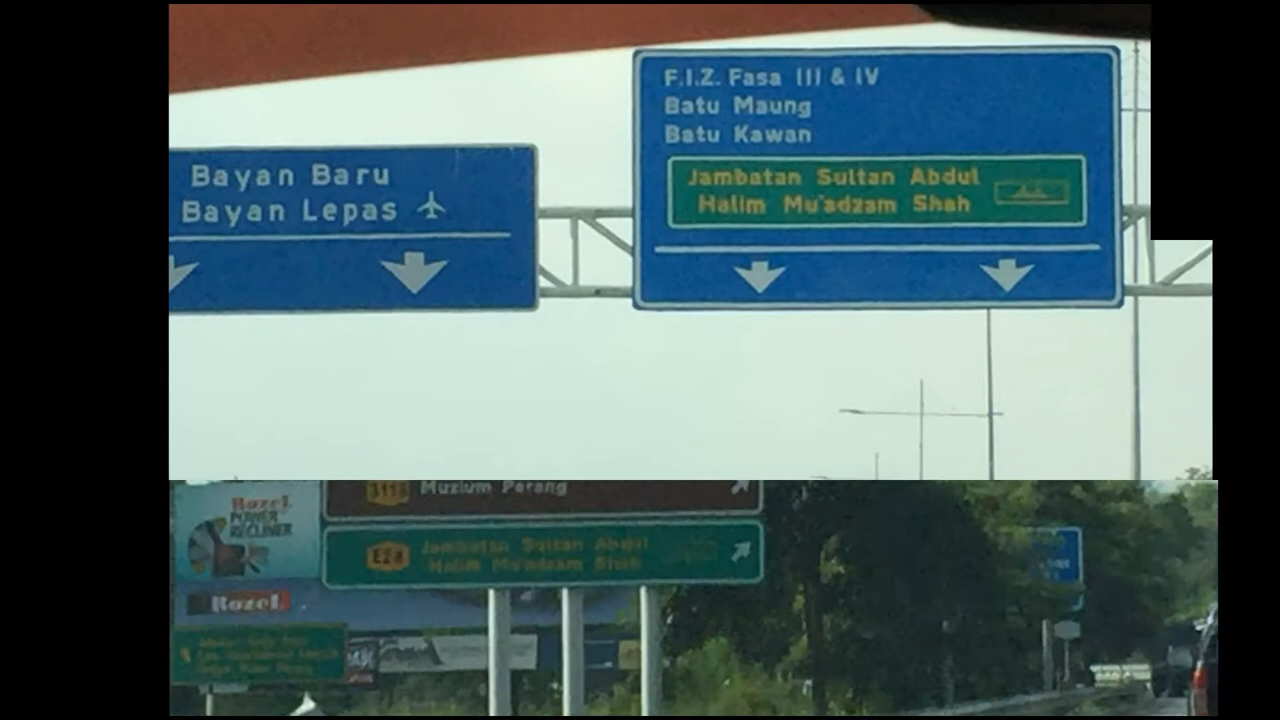 F.I.Z. Fasa III & IV
Batu Maung
Batu Kawan
Jambatan Sultan Abdul
Halim Mu'adzam Shah
Bayan Baru
Bayan Lepas
3113
Muzium Perang
Rozel
POWER
RECLINER
E28
Jambatan Sultan Abdul
Halim Mu'adzam Shah
Rozel